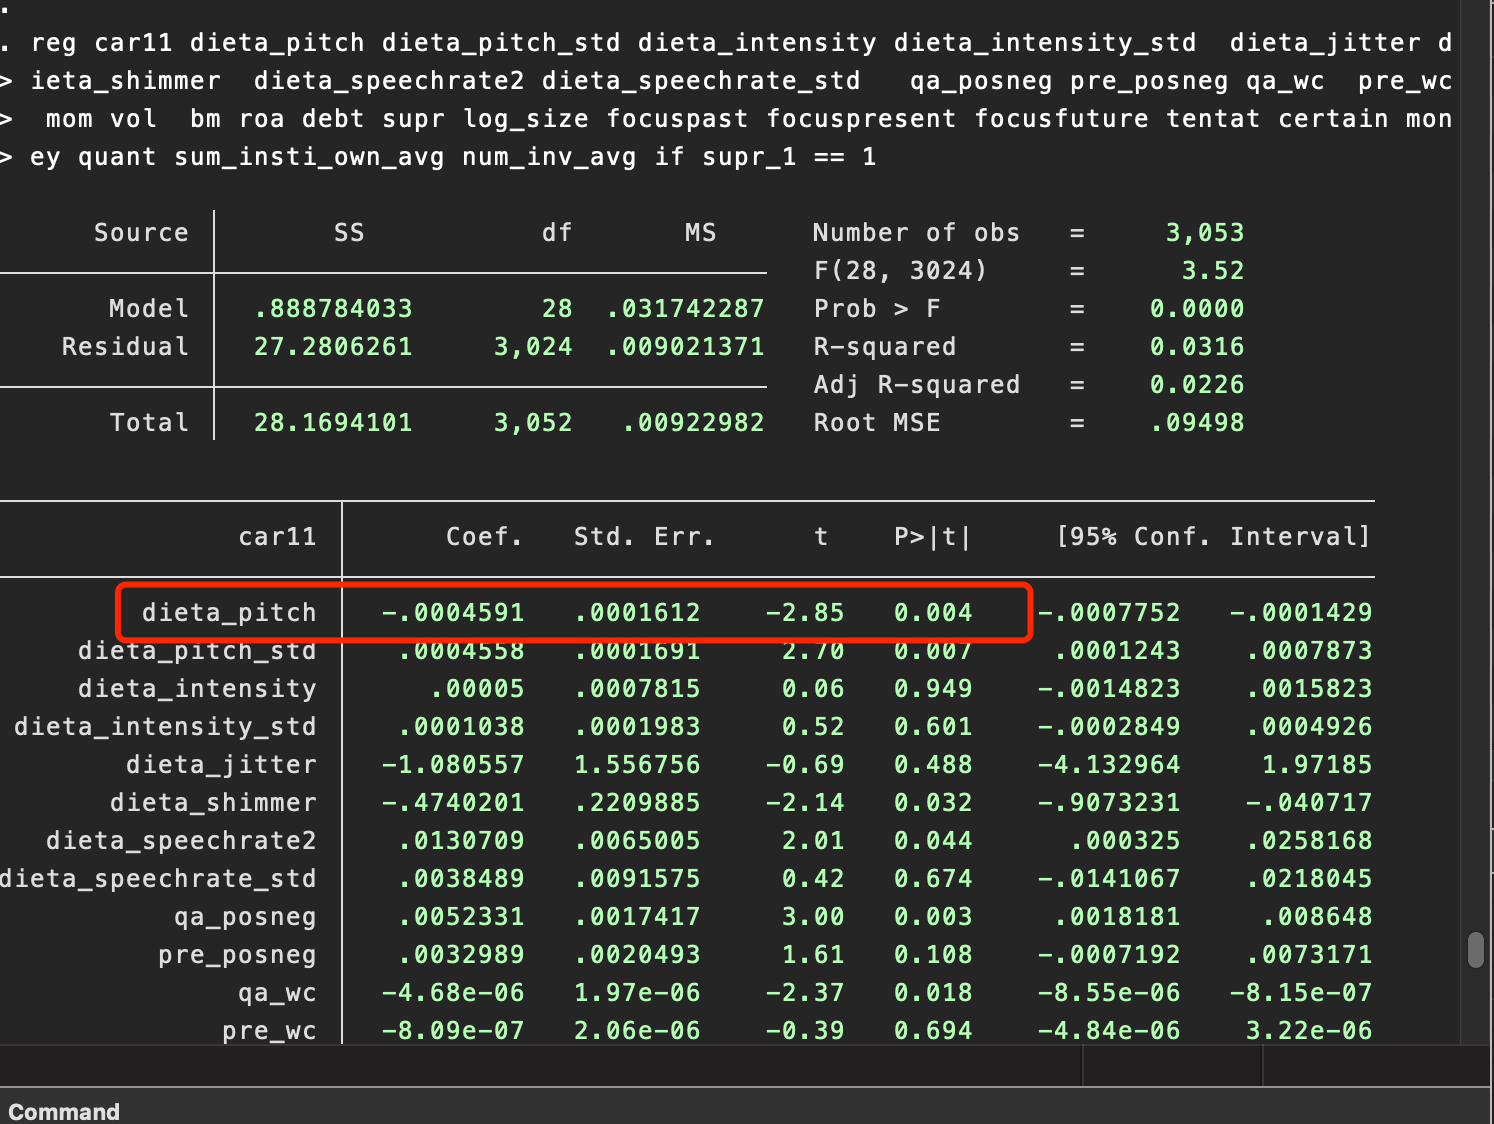 .
. reg car11 dieta_pitch dieta_pitch_std dieta_intensity dieta_intensity_std  dieta_jitter d
> ieta_shimmer  dieta_speechrate2 dieta_speechrate_std   qa_posneg pre_posneg qa_wc  pre_wc
>  mom vol  bm roa debt supr log_size focuspast focuspresent focusfuture tentat certain mon
> ey quant sum_insti_own_avg num_inv_avg if supr_1 == 1
Source SS df MS Number of obs = 3,053
F(28, 3024) = 3.52
Model .888784033 28 .031742287 Prob > F = 0.0000
Residual 27.2806261 3,024 .009021371 R-squared = 0.0316
Adj R-squared = 0.0226
Total 28.1694101 3,052 .00922982 Root MSE = .09498
car11 Coef. Std. Err. t P>|t| [95% Conf. Interval]
dieta_pitch -.0004591 .0001612 -2.85 0.004 -.0007752 -.0001429
dieta_pitch_std .0004558 .0001691 2.70 0.007 .0001243 .0007873
dieta_intensity .00005 .0007815 0.06 0.949 -.0014823 .0015823
dieta_intensity_std .0001038 .0001983 0.52 0.601 -.0002849 .0004926
dieta_jitter -1.080557 1.556756 -0.69 0.488 -4.132964 1.97185
dieta_shimmer -.4740201 .2209885 -2.14 0.032 -.9073231 -.040717
dieta_speechrate2 .0130709 .0065005 2.01 0.044 .000325 .0258168
dieta_speechrate_std .0038489 .0091575 0.42 0.674 -.0141067 .0218045
qa_posneg .0052331 .0017417 3.00 0.003 .0018181 .008648
pre_posneg .0032989 .0020493 1.61 0.108 -.0007192 .0073171
qa_wc -4.68e-06 1.97e-06 -2.37 0.018 -8.55e-06 -8.15e-07
pre_wc -8.09e-07 2.06e-06 -0.39 0.694 -4.84e-06 3.22e-06
Command